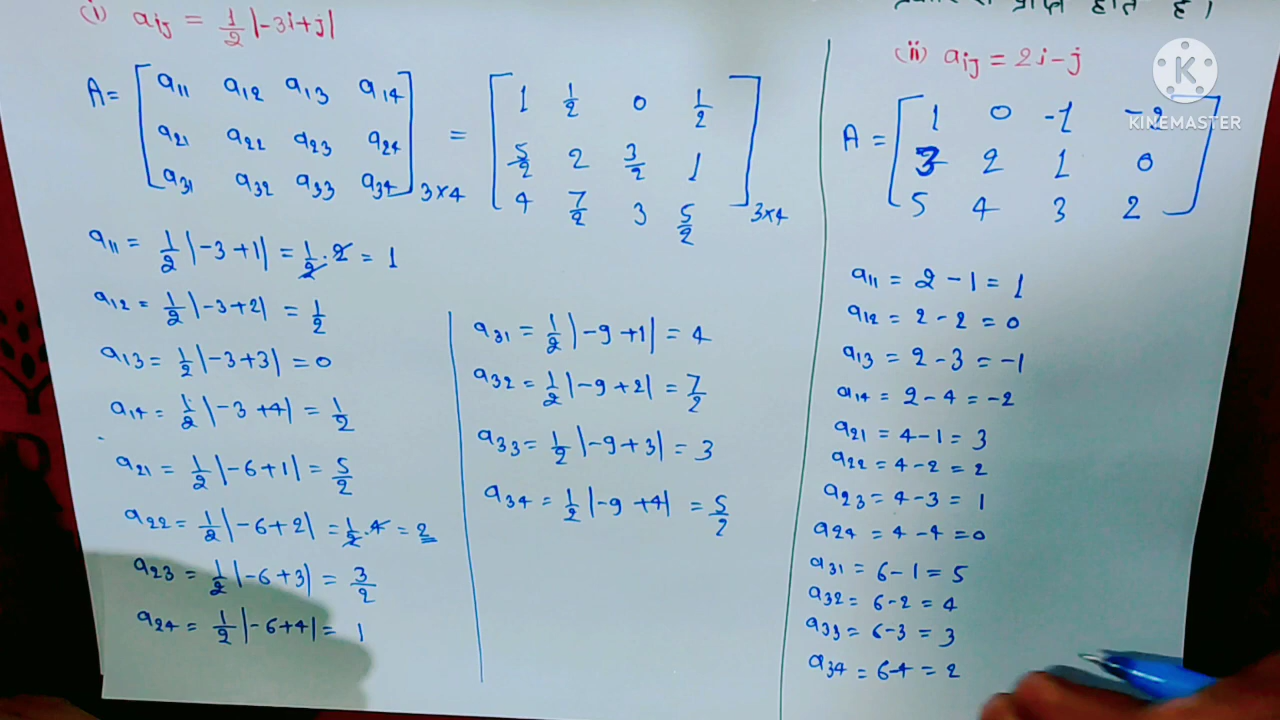 (i) aij = 1/2 |-3i+j|
A = [a11 a12 a13 a14
a21 a22 a23 a24
a31 a32 a33 a34]3×4 = [1 1/2 0 1/2
5/2 2 3/2 1
4 7/2 3 5/2]3×4
a11 = 1/2 |-3+1| = 1/2 . 2 = 1
a12 = 1/2 |-3+2| = 1/2
a13 = 1/2 |-3+3| = 0
a14 = 1/2 |-3+4| = 1/2
a21 = 1/2 |-6+1| = 5/2
a22 = 1/2 |-6+2| = 1/2 . 4 = 2
a23 = 1/2 |-6+3| = 3/2
a24 = 1/2 |-6+4| = 1
a31 = 1/2 |-9+1| = 4
a32 = 1/2 |-9+2| = 7/2
a33 = 1/2 |-9+3| = 3
a34 = 1/2 |-9+4| = 5/2
होते है।
(ii) aij = 2i-j
A = [1 0 -1 -2
3 2 1 0
5 4 3 2]
a11 = 2-1 = 1
a12 = 2-2 = 0
a13 = 2-3 = -1
a14 = 2-4 = -2
a21 = 4-1 = 3
a22 = 4-2 = 2
a23 = 4-3 = 1
a24 = 4-4 = 0
a31 = 6-1 = 5
a32 = 6-2 = 4
a33 = 6-3 = 3
a34 = 6-4 = 2
K
KINEMASTER